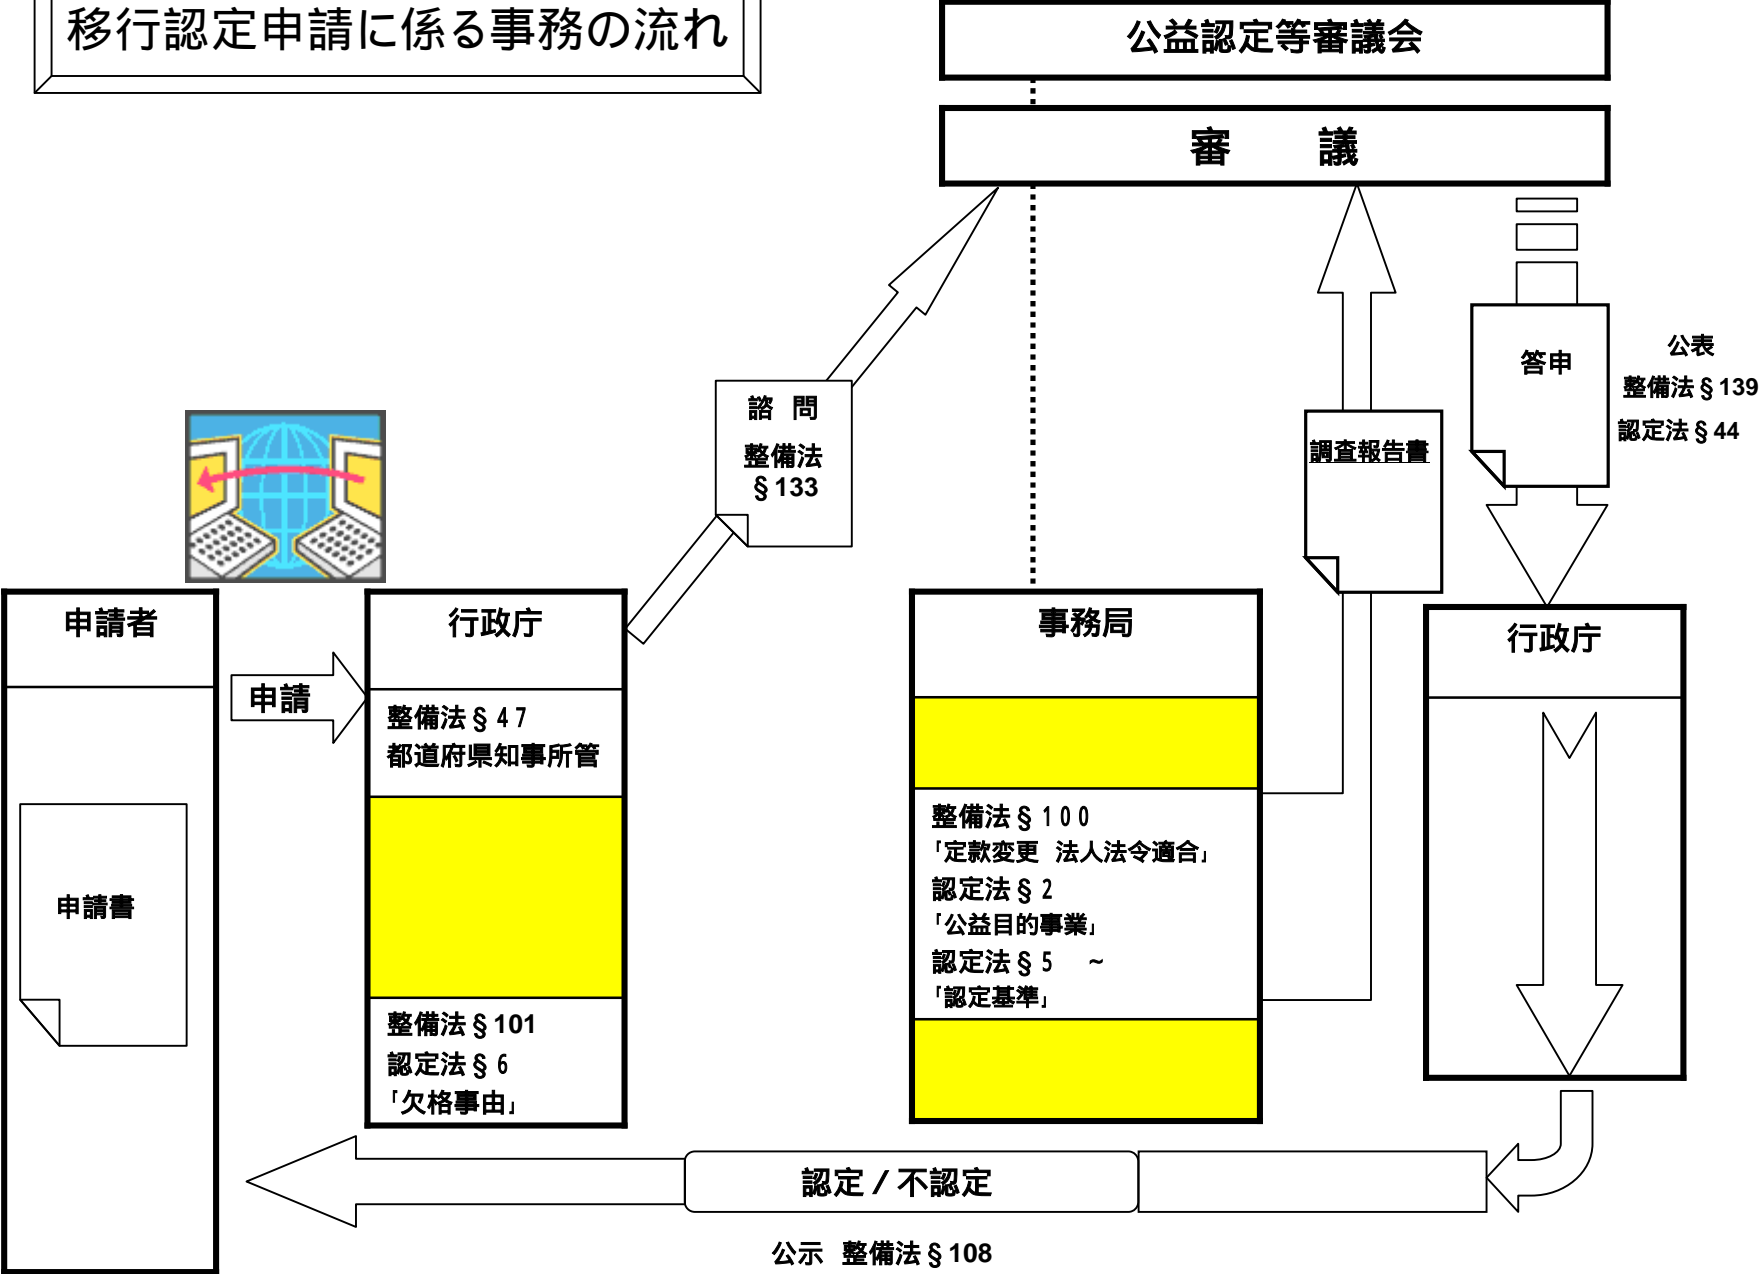 移行認定申請に係る事務の流れ
公益認定等審議会
審　議
諮 問
整備法
§133
調査報告書
答申
公表
整備法§139
認定法§44
申請者
申請書
申請
行政庁
整備法§47
都道府県知事所管
整備法§101
認定法§6
「欠格事由」
事務局
整備法§100
「定款変更 法人法令適合」
認定法§2
「公益目的事業」
認定法§5 ～
「認定基準」
行政庁
認定／不認定
公示 整備法§108